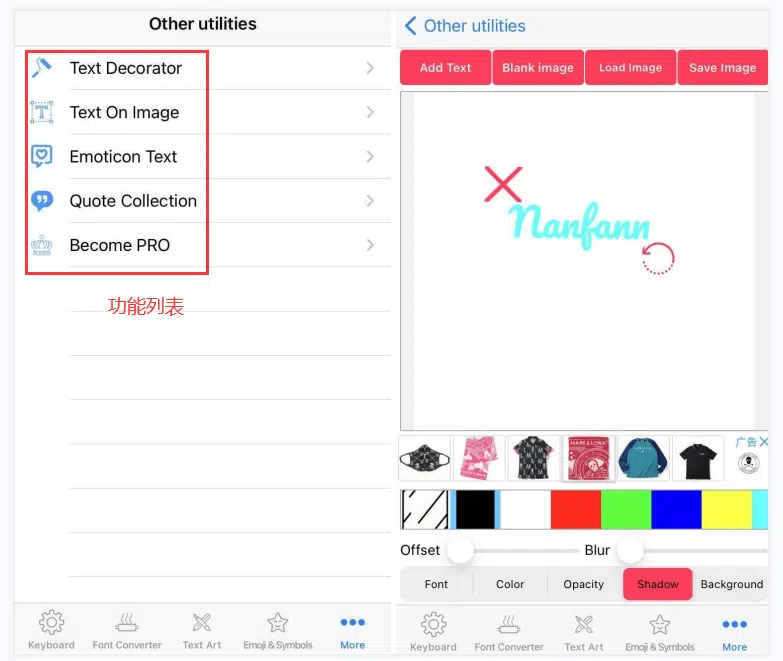 Other utilities
Text Decorator
Text On Image
Emoticon Text
Quote Collection
Become PRO
功能列表
Keyboard
Font Converter
Text Art
Emoji & Symbols
More
Other utilities
Add Text
Blank image
Load Image
Save Image
Nanfann
MARK & LONA
广告
Offset
Blur
Font
Color
Opacity
Shadow
Background
Keyboard
Font Converter
Text Art
Emoji & Symbols
More